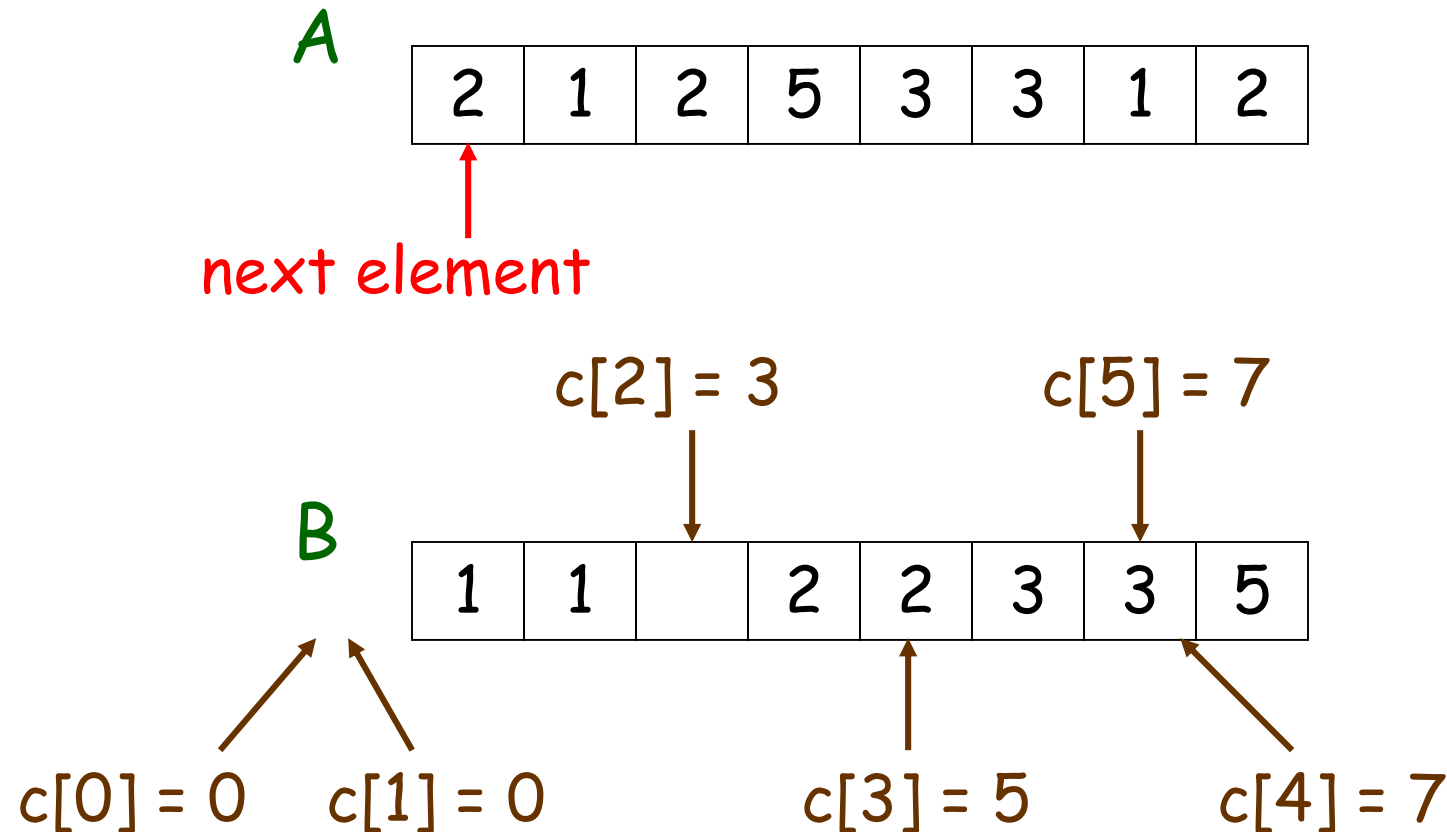 A
2 1 2 5 3 3 1 2
next element
c[2] = 3 c[5] = 7
B
1 1 2 2 3 3 5
c[0] = 0 c[1] = 0 c[3] = 5 c[4] = 7